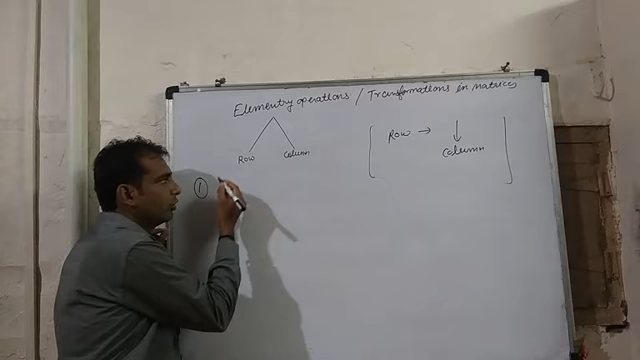 Elementry operations / Transformations in matrices
Row Column
Row →
↓
Column
①